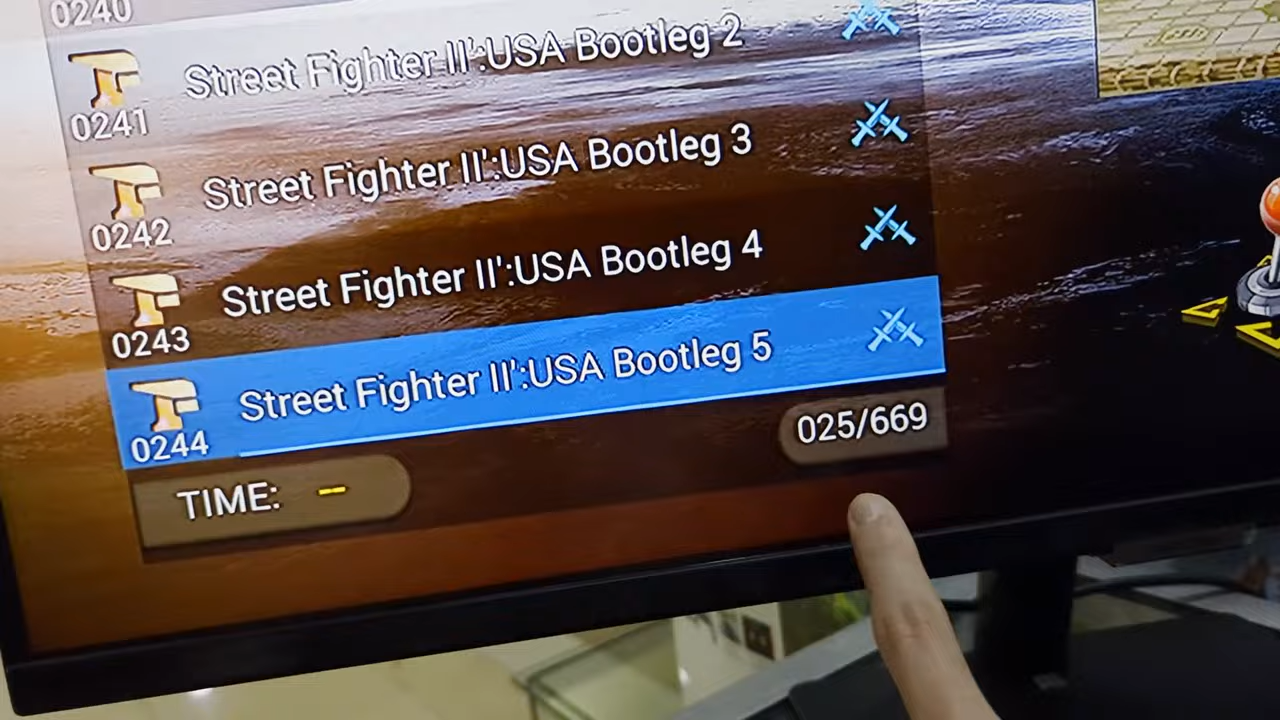 0240
Street Fighter II':USA Bootleg 2
0241
Street Fighter II':USA Bootleg 3
0242
Street Fighter II':USA Bootleg 4
0243
Street Fighter II':USA Bootleg 5
0244
025/669
TIME: --